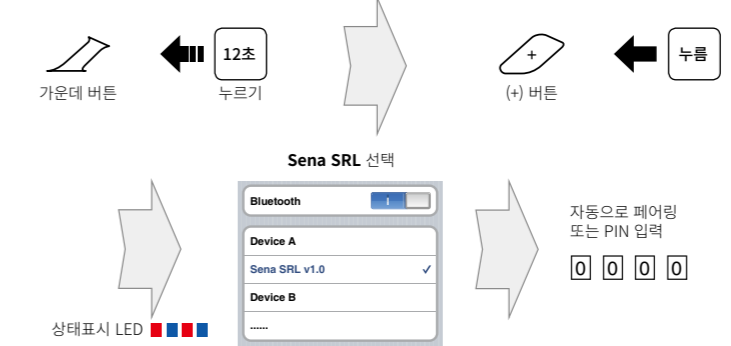 12초
누름
+
가운데 버튼
누르기
(+) 버튼
Sena SRL 선택
Bluetooth
Device A
Sena SRL v1.0
Device B
......
자동으로 페어링
또는 PIN 입력
0 0 0 0
상태표시 LED